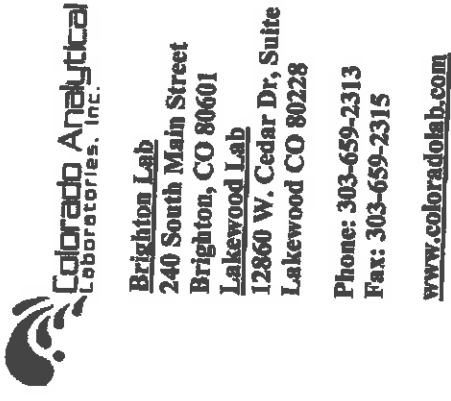 Colorado Analytical
Laboratories, Inc.
Brighton Lab
240 South Main Street
Brighton, CO 80601
Lakewood Lab
12860 W. Cedar Dr, Suite
Lakewood CO 80228
Phone: 303-659-2313
Fax: 303-659-2315
www.coloradolab.com